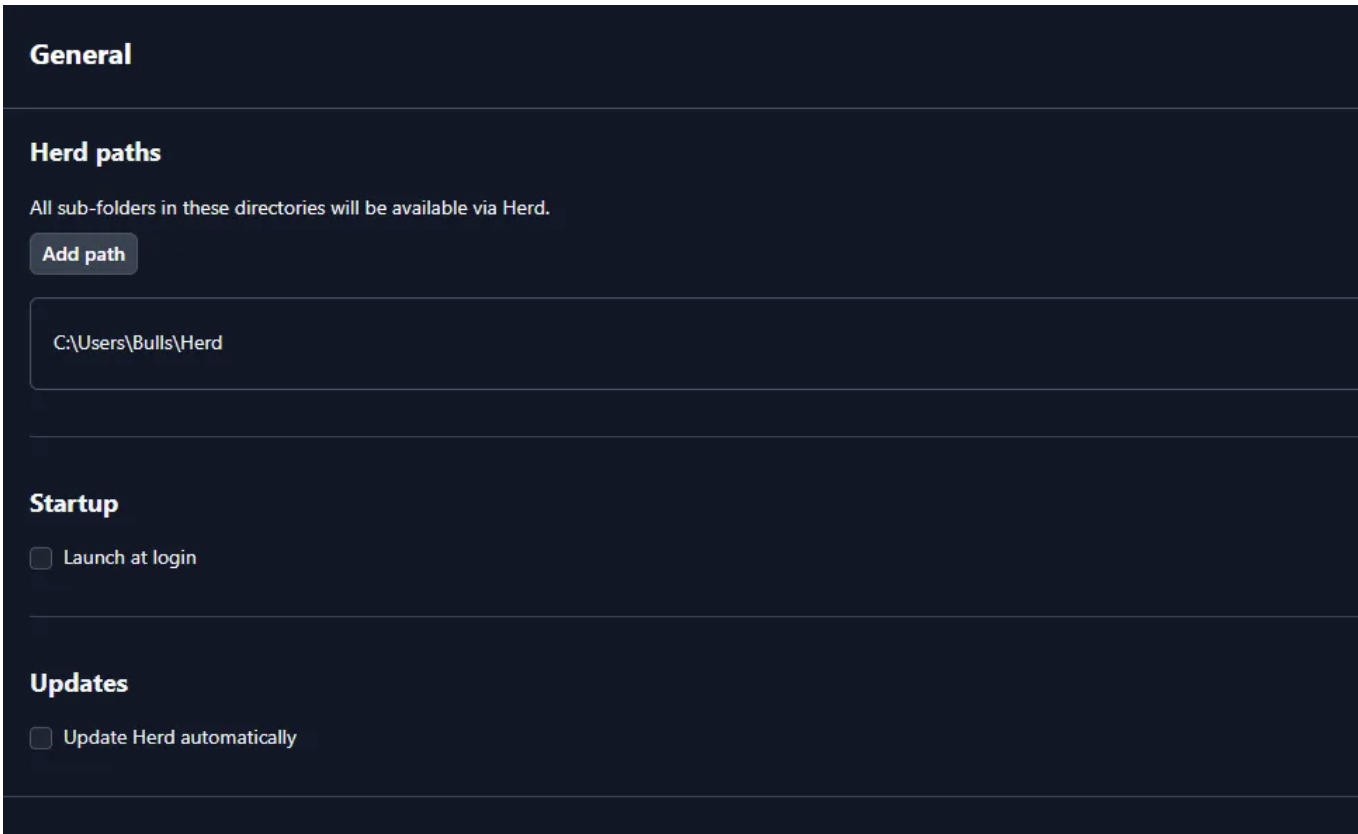 General
Herd paths
All sub-folders in these directories will be available via Herd.
Add path
C:\Users\Bulls\Herd
Startup
Launch at login
Updates
Update Herd automatically